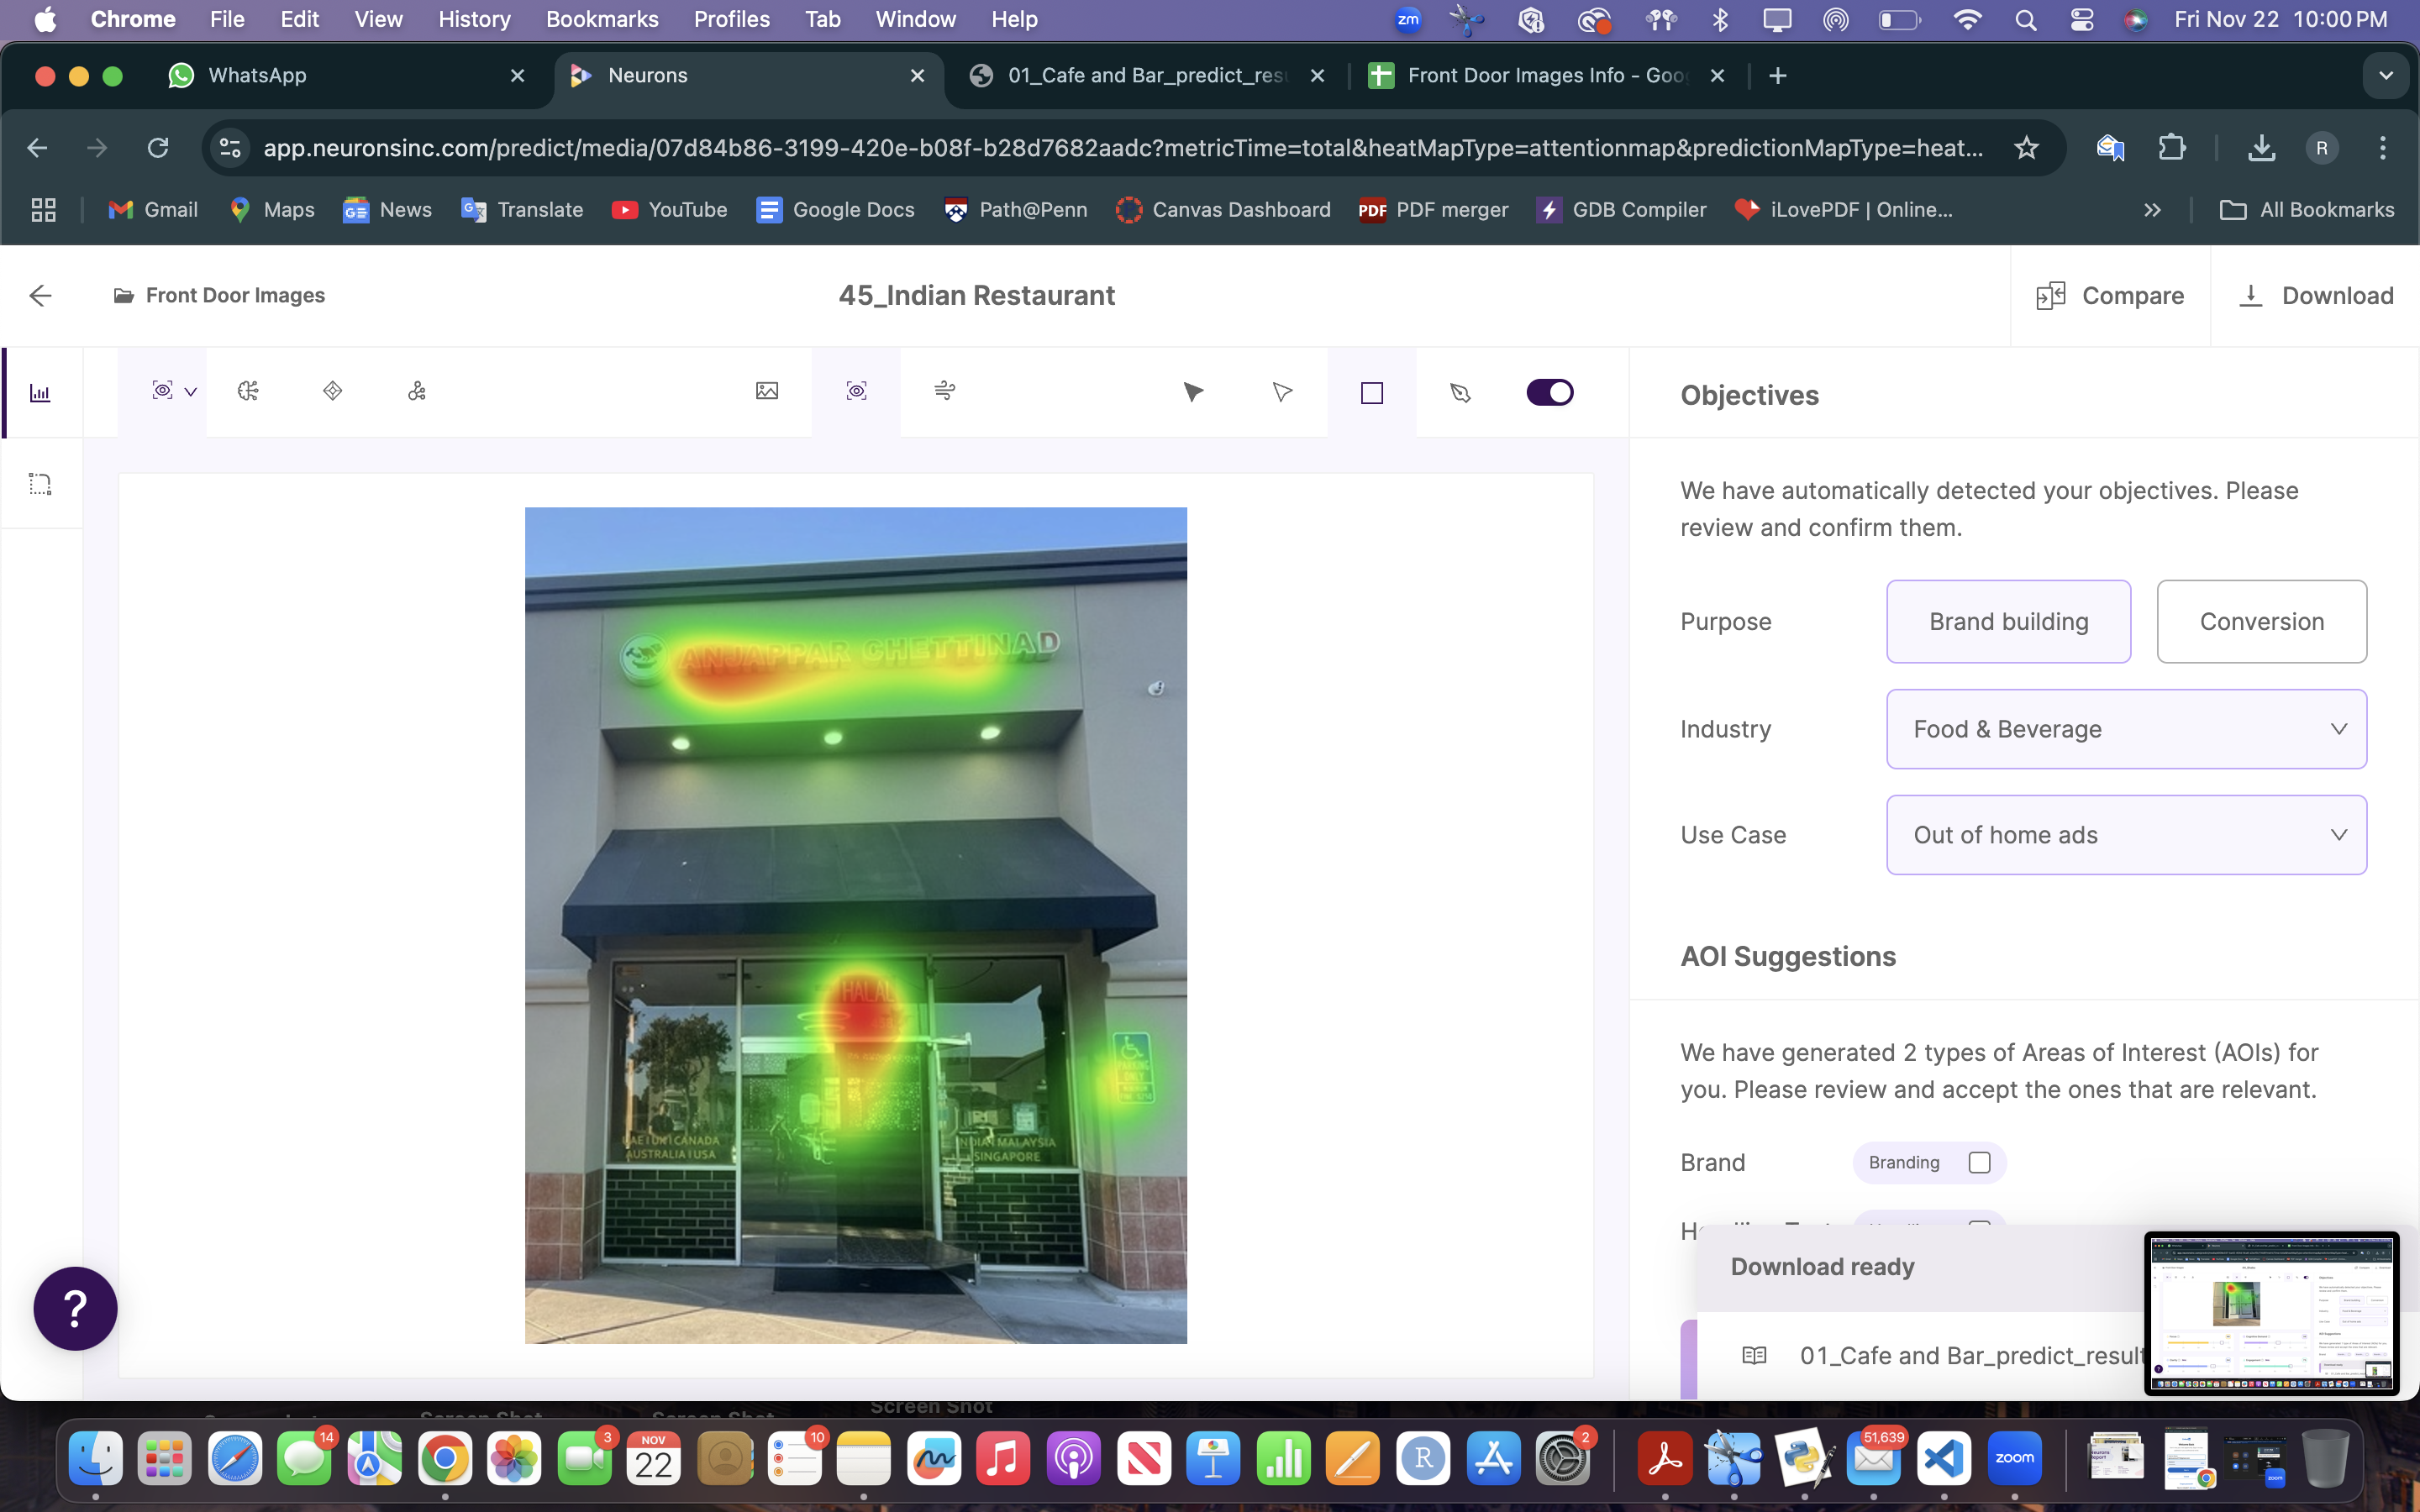 Chrome File Edit View History Bookmarks Profiles Tab Window Help
zm
Fri Nov 22 10:00 PM
WhatsApp
Neurons
01_Cafe and Bar_predict_resu
Front Door Images Info - Goo
app.neuronsinc.com/predict/media/07d84b86-3199-420e-b08f-b28d7682aadc?metricTime=total&heatMapType=attentionmap&predictionMapType=heat...
R
Gmail
Maps
News
Translate
YouTube
Google Docs
Path@Penn
Canvas Dashboard
PDF
PDF merger
GDB Compiler
iLovePDF | Online...
All Bookmarks
Front Door Images
45_Indian Restaurant
Compare
Download
Objectives
We have automatically detected your objectives. Please
review and confirm them.
Purpose
Brand building
Conversion
Industry
Food & Beverage
Use Case
Out of home ads
AOI Suggestions
We have generated 2 types of Areas of Interest (AOIs) for
you. Please review and accept the ones that are relevant.
Brand
Branding
Download ready
01_Cafe and Bar_predict_result
ANJAPPAR CHETTINAD
HALAL
PARKING
ONLY
UAE | UK | CANADA
AUSTRALIA | USA
INDIA | MALAYSIA
SINGAPORE
?
Screen Shot
14
3
NOV
22
10
2
51,639
zoom